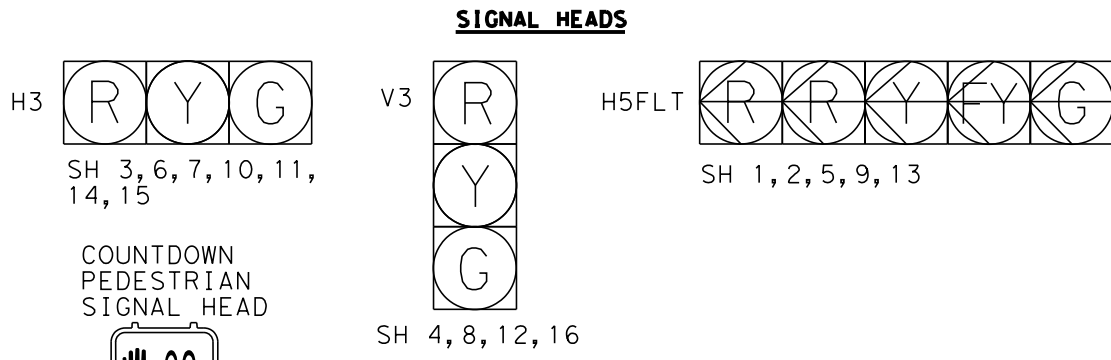 SIGNAL HEADS
H3 R Y G
SH 3,6,7,10,11,
14,15
V3 R
Y
G
SH 4,8,12,16
H5FLT R R Y FY G
SH 1,2,5,9,13
COUNTDOWN
PEDESTRIAN
SIGNAL HEAD